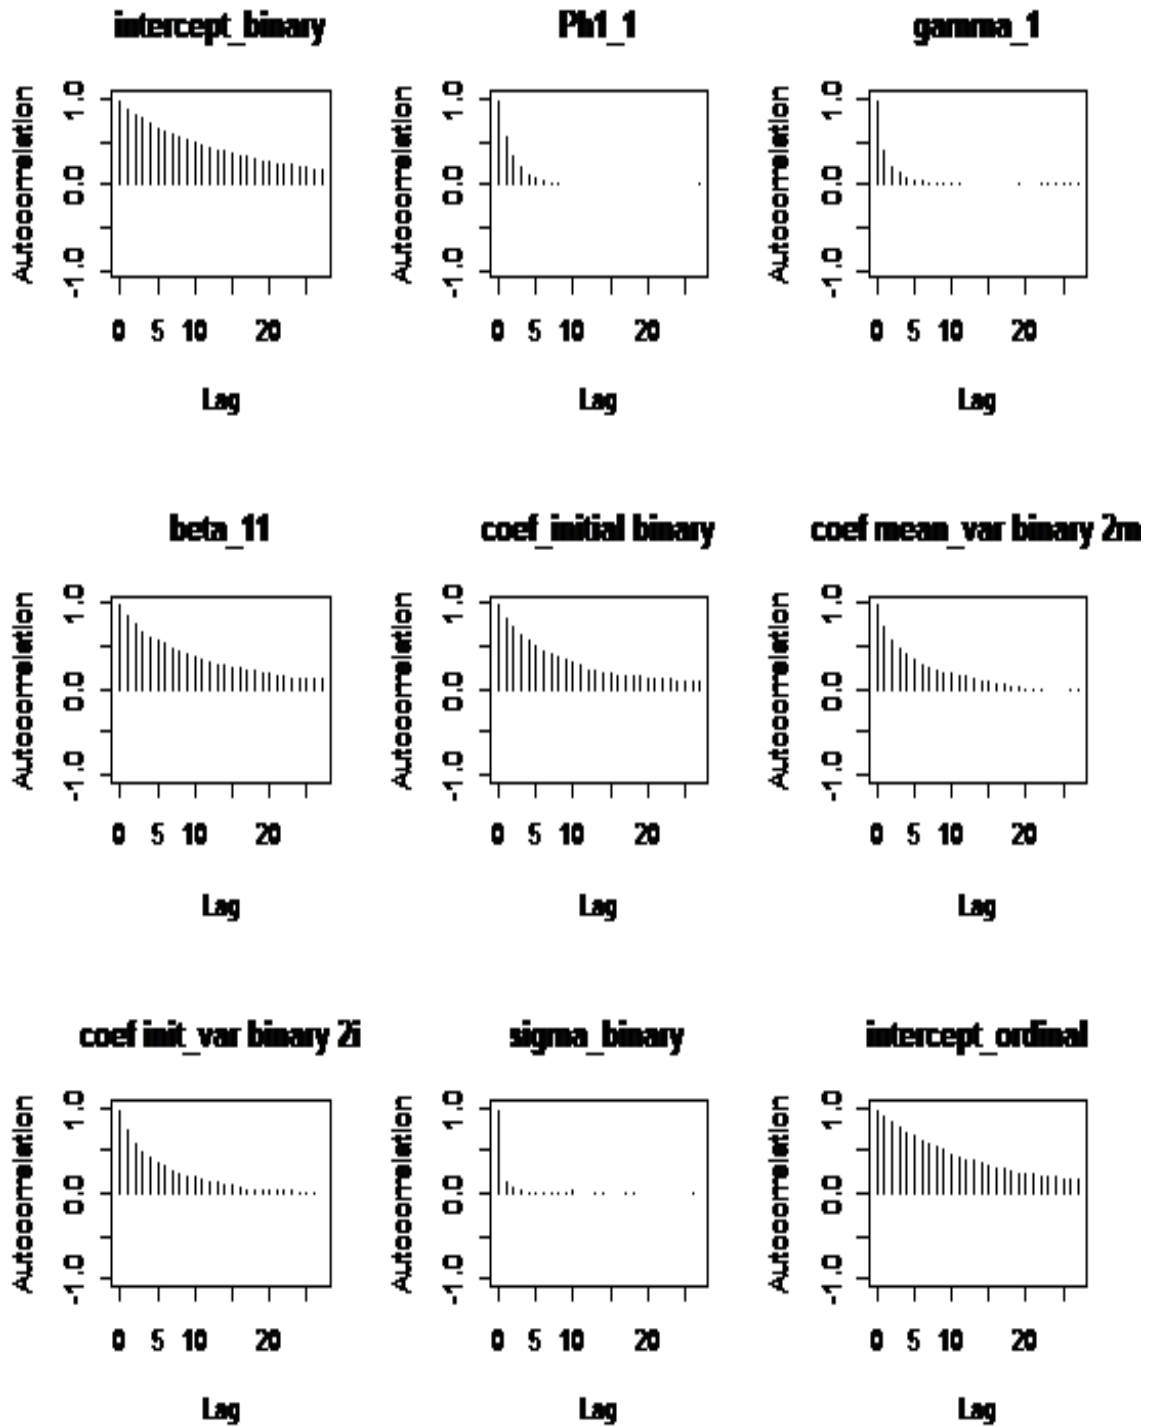 intercept_binary Ph1_1 gamma_1
Autocorrelation Autocorrelation Autocorrelation
1.0 1.0 1.0
0.0 0.0 0.0
-1.0 -1.0 -1.0
0 5 10 20 0 5 10 20 0 5 10 20
Lag Lag Lag
beta_11 coef_initial binary coef mean_var binary 2m
Autocorrelation Autocorrelation Autocorrelation
1.0 1.0 1.0
0.0 0.0 0.0
-1.0 -1.0 -1.0
0 5 10 20 0 5 10 20 0 5 10 20
Lag Lag Lag
coef init_var binary 2i sigma_binary intercept_ordinal
Autocorrelation Autocorrelation Autocorrelation
1.0 1.0 1.0
0.0 0.0 0.0
-1.0 -1.0 -1.0
0 5 10 20 0 5 10 20 0 5 10 20
Lag Lag Lag